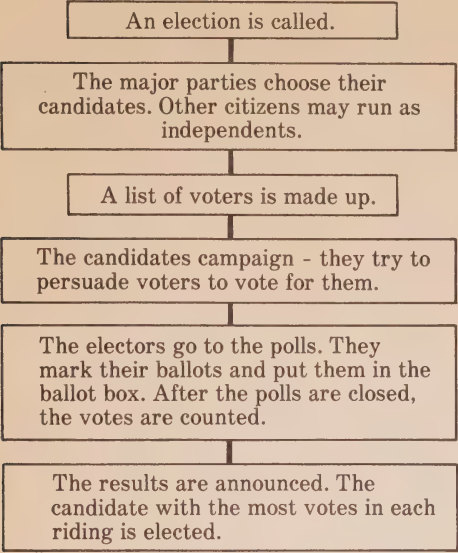 An election is called.
The major parties choose their
candidates. Other citizens may run as
independents.
A list of voters is made up.
The candidates campaign - they try to
persuade voters to vote for them.
The electors go to the polls. They
mark their ballots and put them in the
ballot box. After the polls are closed,
the votes are counted.
The results are announced. The
candidate with the most votes in each
riding is elected.